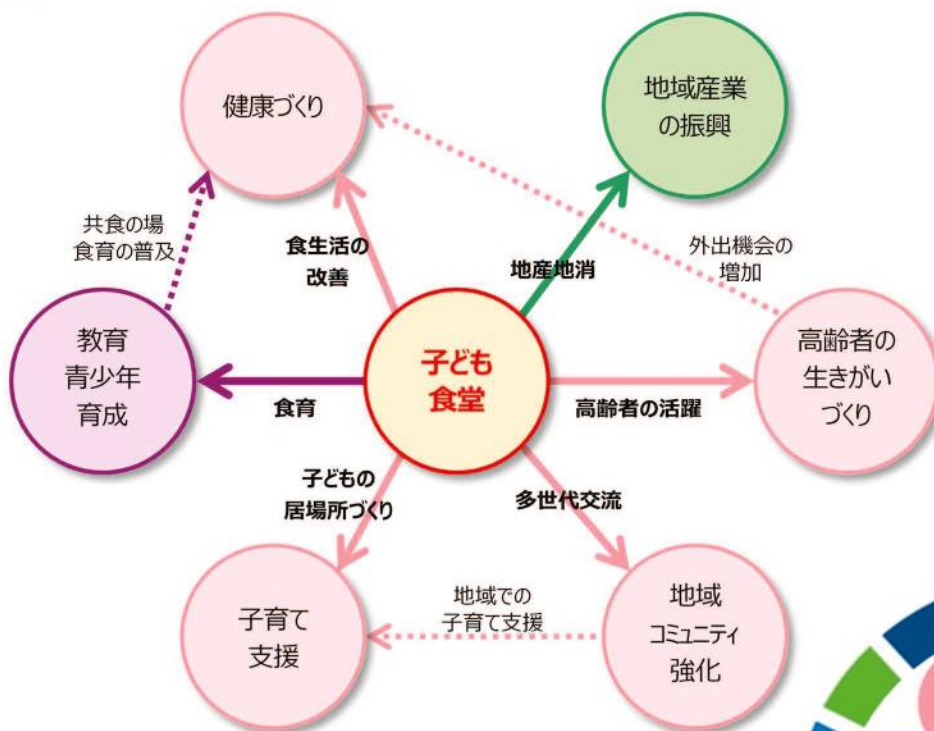 健康づくり
地域産業
の振興
共食の場
食育の普及
食生活の
改善
地産地消
外出機会の
増加
教育
青少年
育成
子ども
食堂
高齢者の
生きがい
づくり
食育
高齢者の活躍
子どもの
居場所づくり
多世代交流
子育て
支援
地域での
子育て支援
地域
コミュニティ
強化